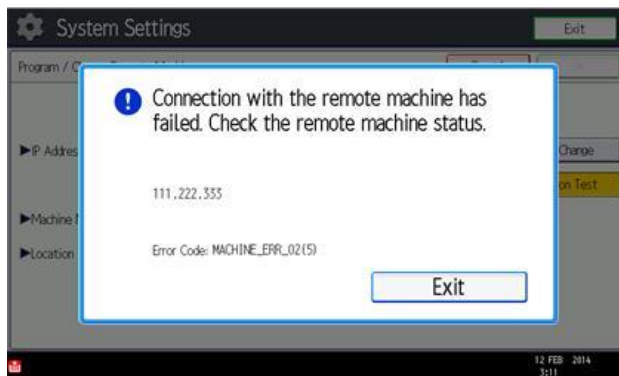 System Settings
Exit
Program / C
Connection with the remote machine has
failed. Check the remote machine status.
▶IP Addres
Change
on Test
111.222.333
▶Machine N
▶Location
Error Code: MACHINE_ERR_02(5)
Exit
12 FEB 2014
3:11